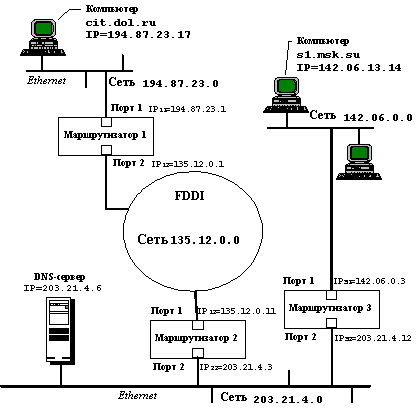 Компьютер
cit.dol.ru
IP=194.87.23.17
Компьютер
s1.msk.su
IP=142.06.13.14
Ethernet
Сеть 194.87.23.0
Порт 1 IP11=194.87.23.1
Маршрутизатор 1
Порт 2 IP12=135.12.0.1
Сеть 142.06.0.0
FDDI
Сеть 135.12.0.0
DNS-сервер
IP=203.21.4.6
Порт 1 IP12=135.12.0.11
Маршрутизатор 2
Порт 2 IP22=203.21.4.3
Порт 1 IP31=142.06.0.3
Маршрутизатор 3
Порт 2 IP32=203.21.4.12
Ethernet
Сеть 203.21.4.0